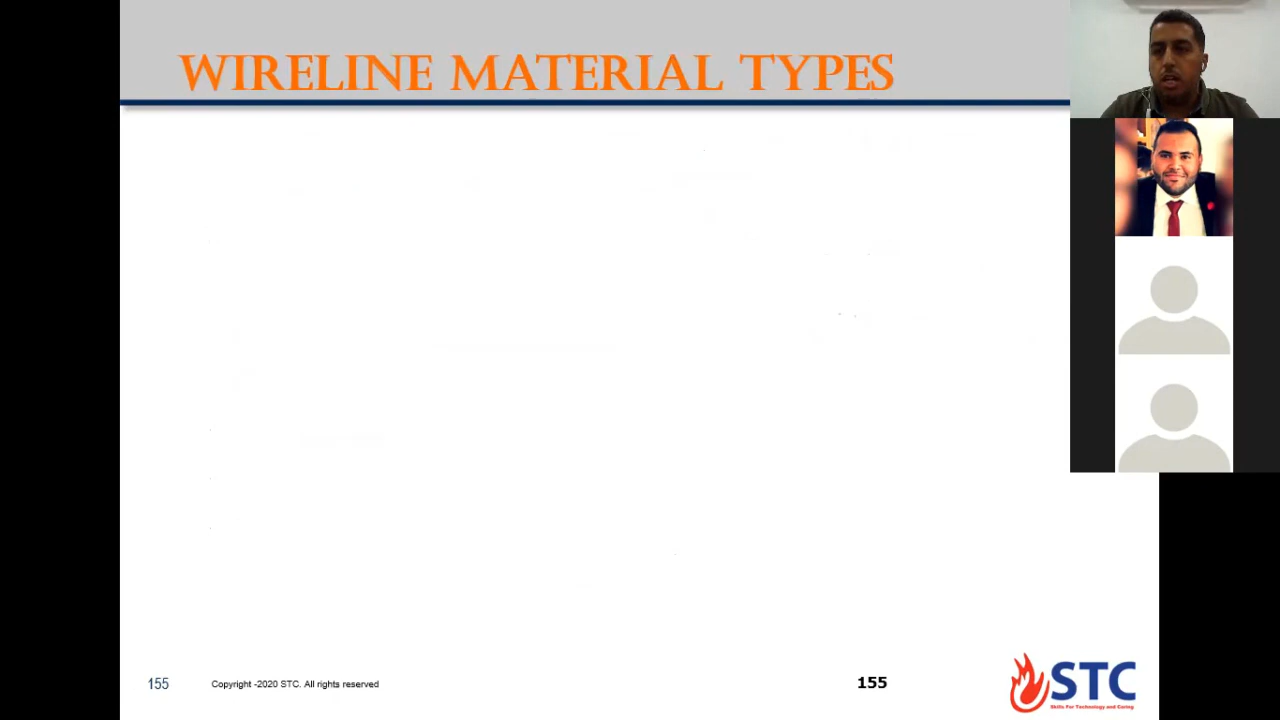 WIRELINE MATERIAL TYPES
155
Copyright -2020 STC. All rights reserved
155
STC
Skills For Technology and Caring